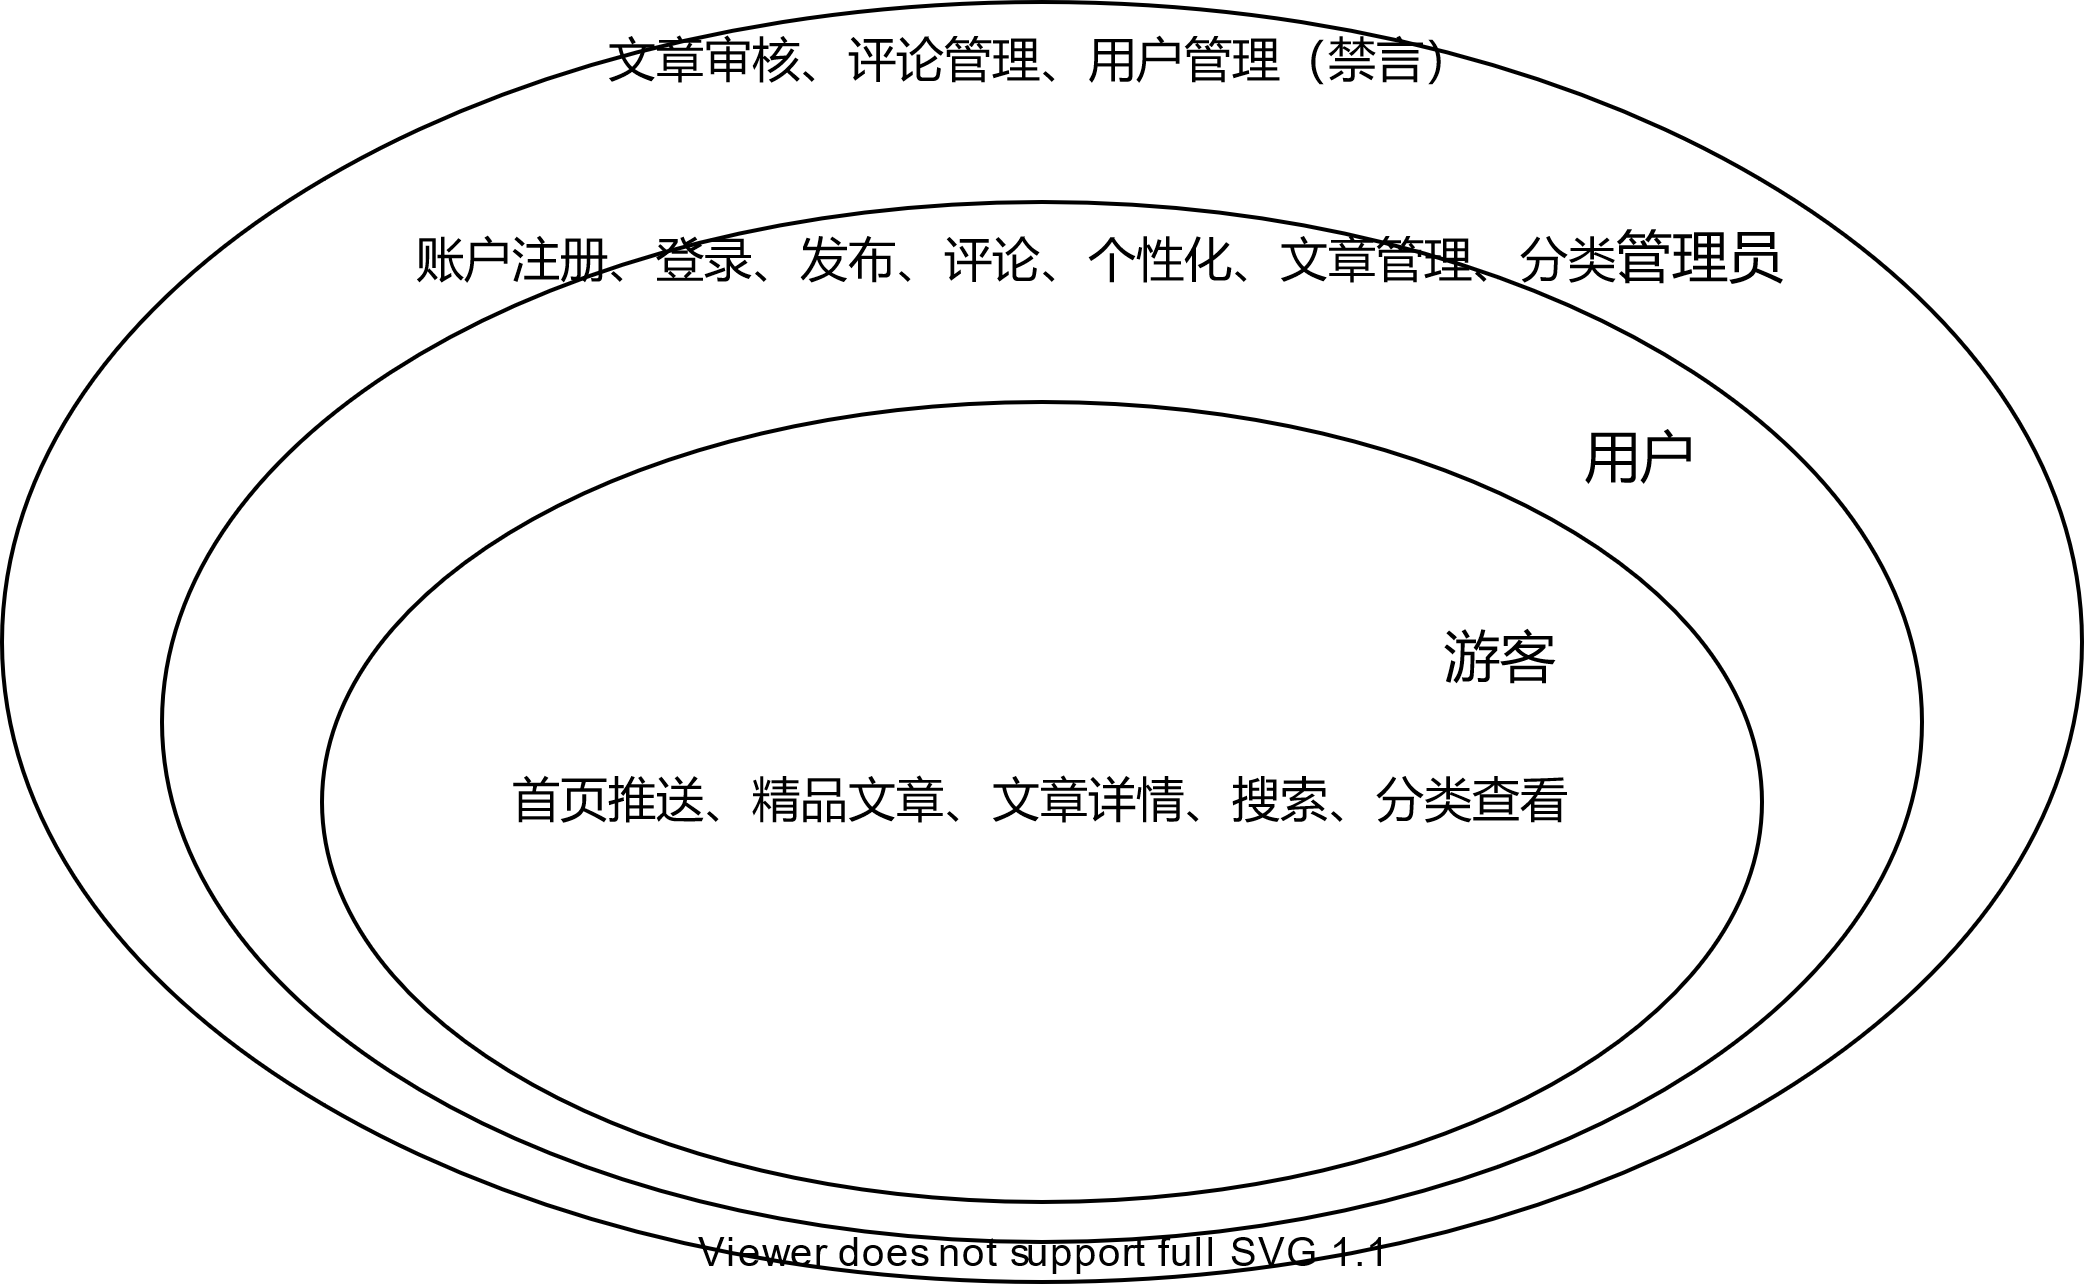 文章审核、评论管理、用户管理（禁言）
账户注册、登录、发布、评论、个性化、文章管理、分类、
管理员
用户
游客
首页推送、精品文章、文章详情、搜索、分类查看
Viewer does not support full SVG 1.1